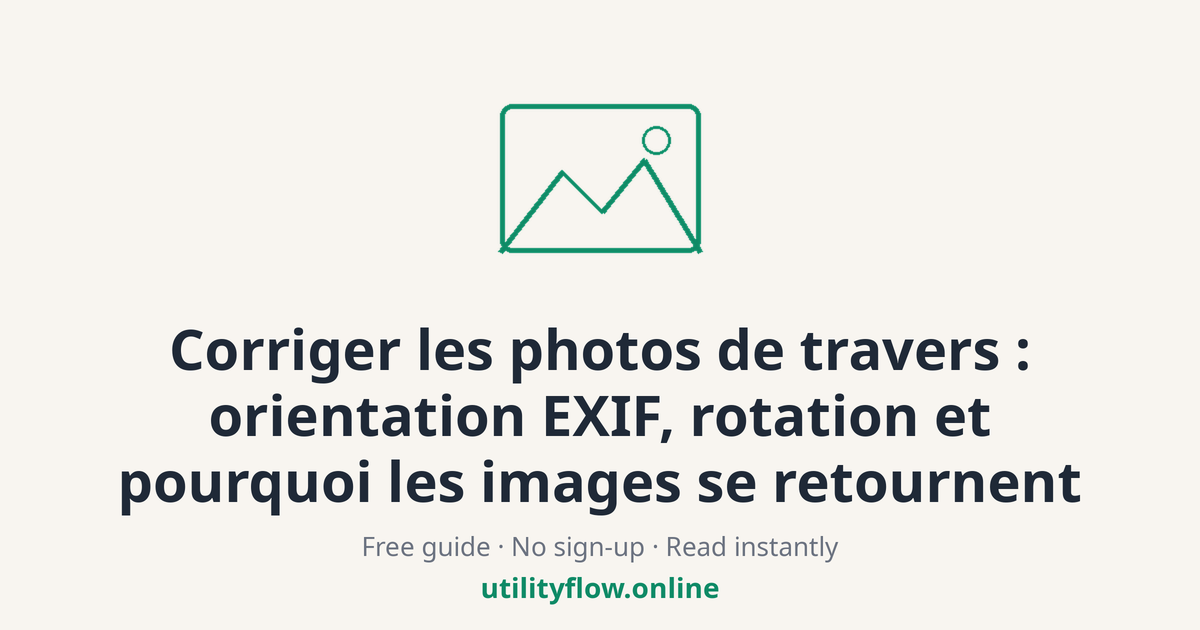 Corriger les photos de travers :
orientation EXIF, rotation et
pourquoi les images se retournent
Free guide · No sign-up · Read instantly
utilityflow.online